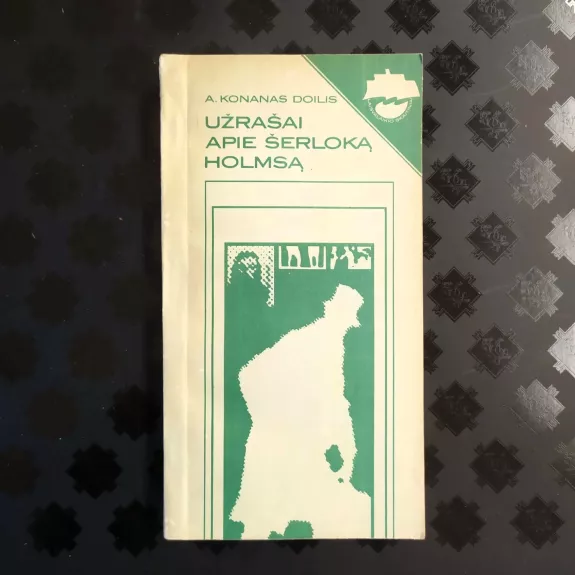 A. KONANAS DOILIS
UŽRAŠAI
APIE ŠERLOKĄ
HOLMSĄ